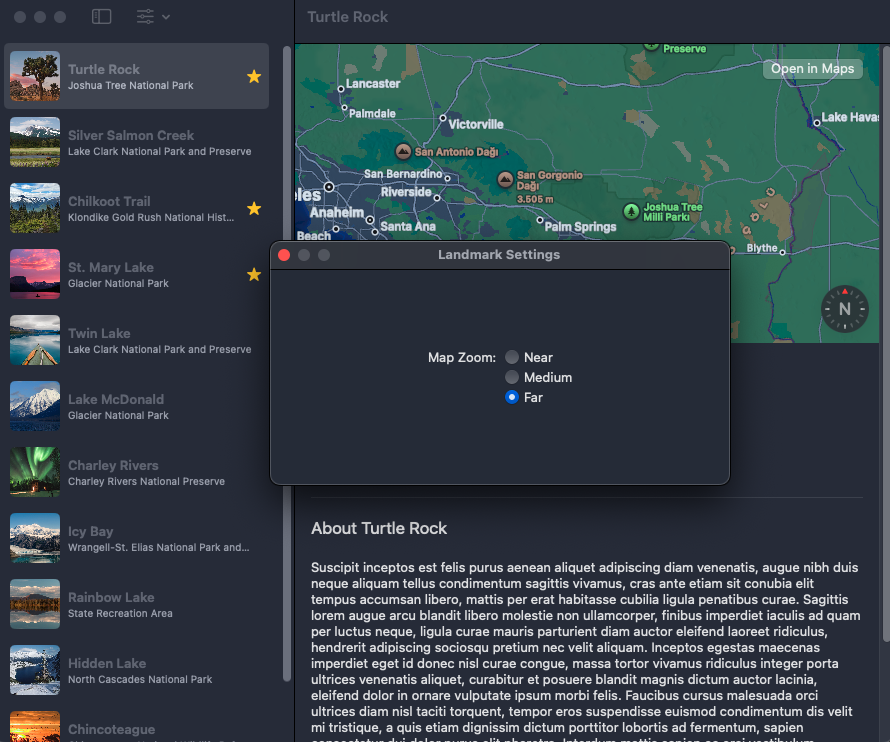 Turtle Rock
Turtle Rock
Joshua Tree National Park
Silver Salmon Creek
Lake Clark National Park and Preserve
Chilkoot Trail
Klondike Gold Rush National Hist...
St. Mary Lake
Glacier National Park
Twin Lake
Lake Clark National Park and Preserve
Lake McDonald
Glacier National Park
Charley Rivers
Charley Rivers National Preserve
Icy Bay
Wrangell-St. Elias National Park and...
Rainbow Lake
State Recreation Area
Hidden Lake
North Cascades National Park
Chincoteague
Preserve
Open in Maps
Lancaster
Palmdale
Victorville
Lake Havas
San Antonio Dağı
San Bernardino
San Gorgonio
Dağı
3.505 m
Riverside
les
Anaheim
Joshua Tree
Milli Parkı
Santa Ana
Palm Springs
Beach
Blythe
N
Landmark Settings
Map Zoom:
Near
Medium
Far
About Turtle Rock
Suscipit inceptos est felis purus aenean aliquet adipiscing diam venenatis, augue nibh duis
neque aliquam tellus condimentum sagittis vivamus, cras ante etiam sit conubia elit
tempus accumsan libero, mattis per erat habitasse cubilia ligula penatibus curae. Sagittis
lorem augue arcu blandit libero molestie non ullamcorper, finibus imperdiet iaculis ad quam
per luctus neque, ligula curae mauris parturient diam auctor eleifend laoreet ridiculus,
hendrerit adipiscing sociosqu pretium nec velit aliquam. Inceptos egestas maecenas
imperdiet eget id donec nisl curae congue, massa tortor vivamus ridiculus integer porta
ultrices venenatis aliquet, curabitur et posuere blandit magnis dictum auctor lacinia,
eleifend dolor in ornare vulputate ipsum morbi felis. Faucibus cursus malesuada orci
ultrices diam nisl taciti torquent, tempor eros suspendisse euismod condimentum dis velit
mi tristique, a quis etiam dignissim dictum porttitor lobortis ad fermentum, sapien